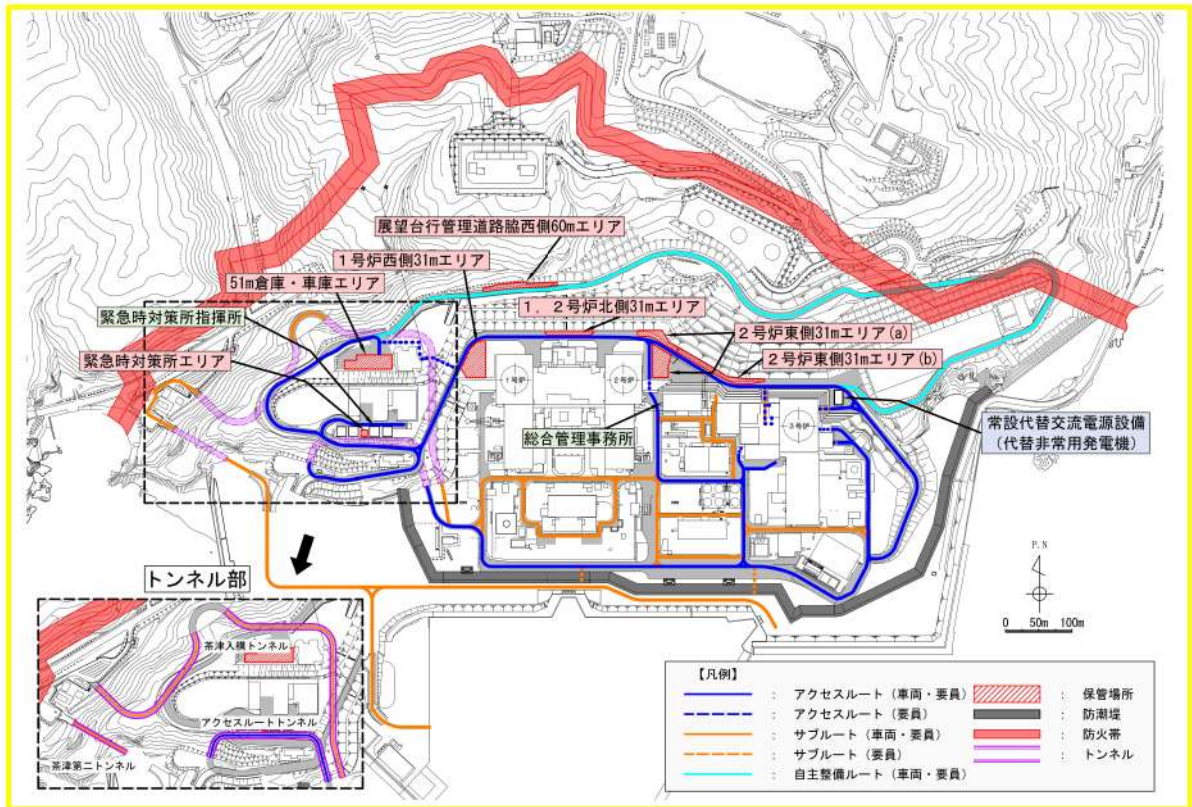 展望台行管理道路脇西側60mエリア
1号炉西側31mエリア
51m倉庫・車庫エリア
1，2号炉北側31mエリア
緊急時対策所指揮所
2号炉東側31mエリア(a)
緊急時対策所エリア
2号炉東側31mエリア(b)
1号炉
2号炉
3号炉
総合管理事務所
常設代替交流電源設備
(代替非常用発電機)
トンネル部
茶津入構トンネル
アクセスルートトンネル
茶津第二トンネル
P.N
0 50m 100m
【凡例】
： アクセスルート（車両・要員）
： アクセスルート（要員）
： サブルート（車両・要員）
： サブルート（要員）
： 自主整備ルート（車両・要員）
： 保管場所
： 防潮堤
： 防火帯
： トンネル